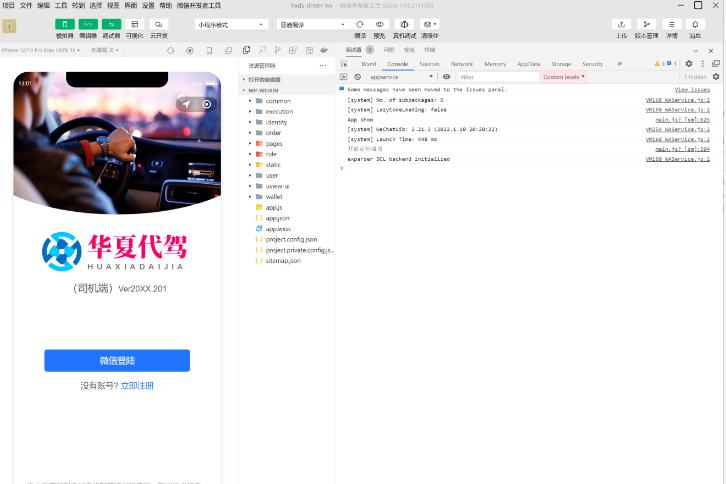 项目 文件 编辑 工具 转到 选择 视图 界面 设置 帮助 微信开发者工具
hxds-driver-wx 微信开发者工具 Stable 1.05.2111300
模拟器 编辑器 调试器 可视化 云开发
小程序模式 普通编译
编译 预览 真机调试 清缓存
上传 版本管理 详情 消息
iPhone 12/13 Pro Max 100% 16
热重载 关
13:01
华夏代驾
HUAXIADAIJIA
(司机端) Ver20XX.201
微信登陆
没有账号? 立即注册
资源管理器
打开的编辑器
MP-WEIXIN
common
execution
identity
order
pages
rule
static
user
uview-ui
wallet
app.js
app.json
app.wxss
project.config.json
project.private.config.js...
sitemap.json
调试器 问题 输出 终端
Wxml Console Sources Network Memory AppData Storage Security
appservice Filter Custom levels 5 hidden
Some messages have been moved to the Issues panel. View issues
[system] No. of subpackages: 0 VM168 WAService.js:2
[system] LazyCodeLoading: false VM168 WAService.js:2
App Show main.js? [sm]:625
[system] WeChatLib: 2.21.3 (2022.1.10 20:20:22) VM254 WAService.js:2
[system] Launch Time: 448 ms VM168 WAService.js:2
开启定位成功 main.js? [sm]:504
exparser SCL backend initialized VM168 WAService.js:2